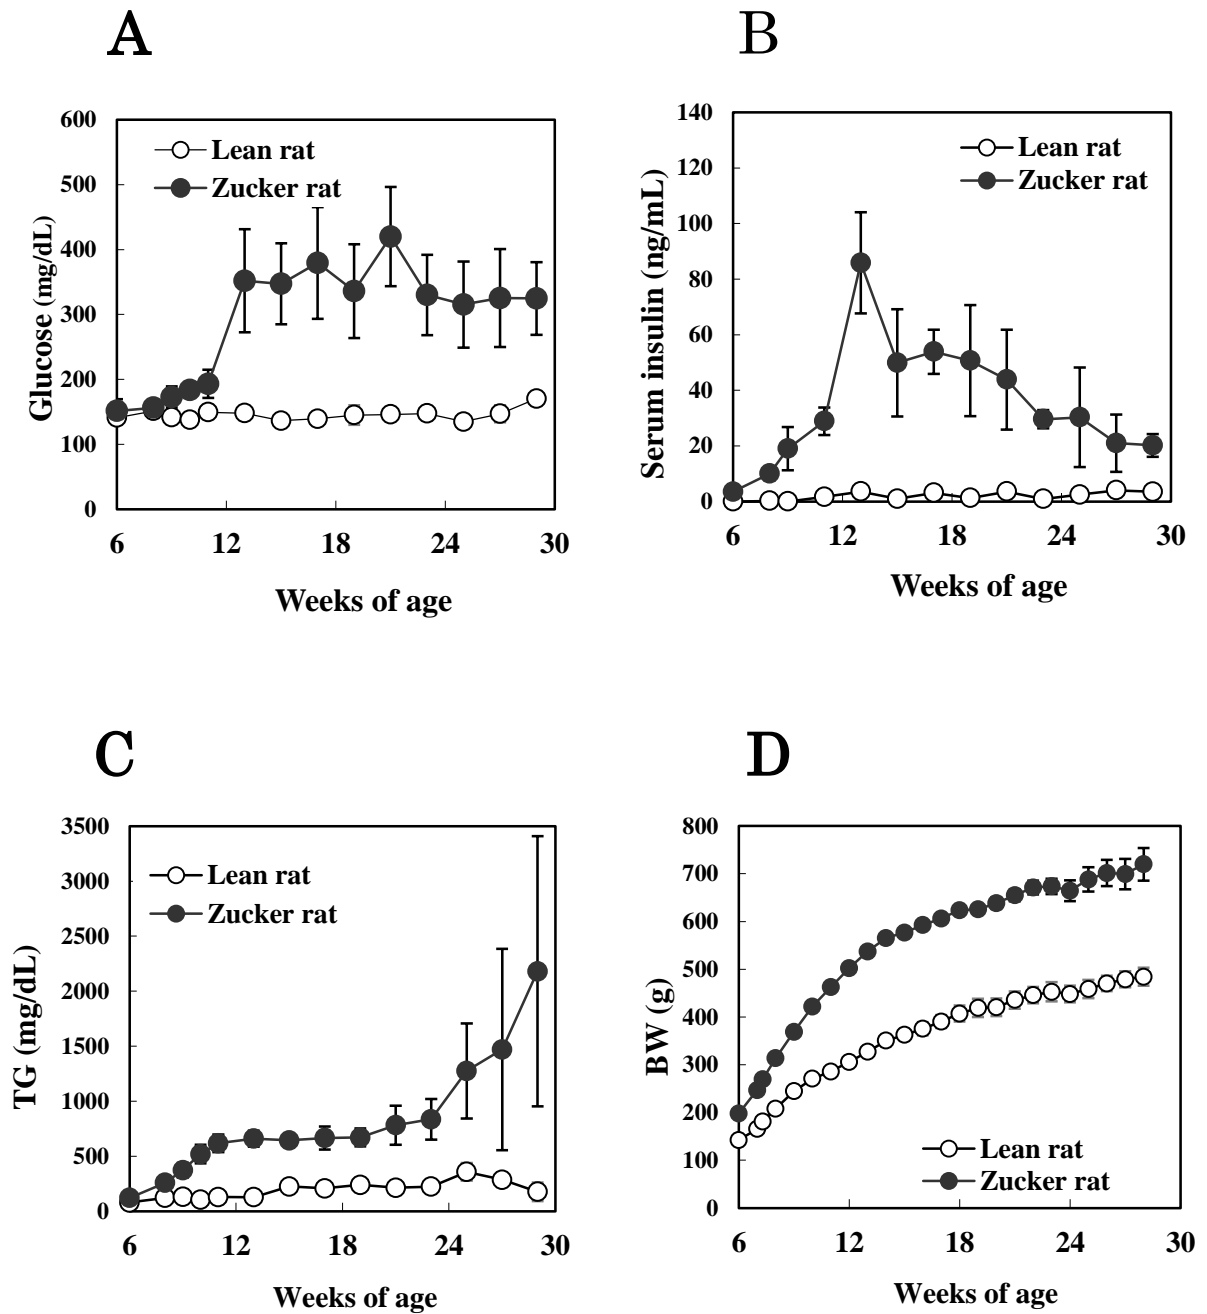 A
600
500
400
300
200
100
0
Glucose (mg/dL)
Lean rat
Zucker rat
6 12 18 24 30
Weeks of age
B
140
120
100
80
60
40
20
0
Serum insulin (ng/mL)
Lean rat
Zucker rat
6 12 18 24 30
Weeks of age
C
3500
3000
2500
2000
1500
1000
500
0
TG (mg/dL)
Lean rat
Zucker rat
6 12 18 24 30
Weeks of age
D
800
700
600
500
400
300
200
100
0
BW (g)
Lean rat
Zucker rat
6 12 18 24 30
Weeks of age